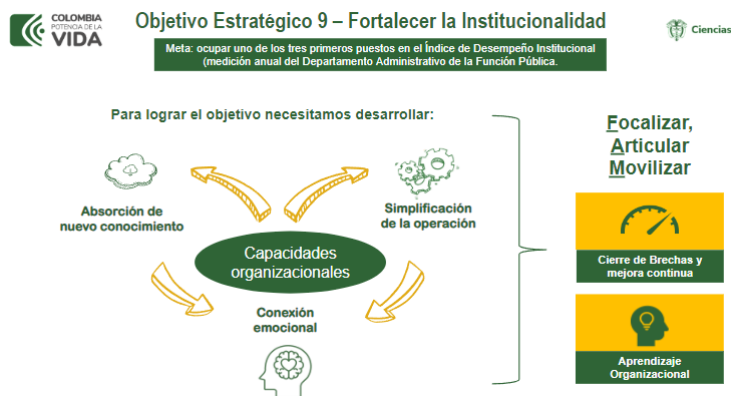 COLOMBIA
POTENCIA DE LA
VIDA
Objetivo Estratégico 9 – Fortalecer la Institucionalidad
Ciencias
Meta: ocupar uno de los tres primeros puestos en el Índice de Desempeño Institucional
(medición anual del Departamento Administrativo de la Función Pública.
Para lograr el objetivo necesitamos desarrollar:
Absorción de
nuevo conocimiento
Simplificación
de la operación
Capacidades
organizacionales
Conexión
emocional
Focalizar,
Articular
Movilizar
Cierre de Brechas y
mejora continua
Aprendizaje
Organizacional